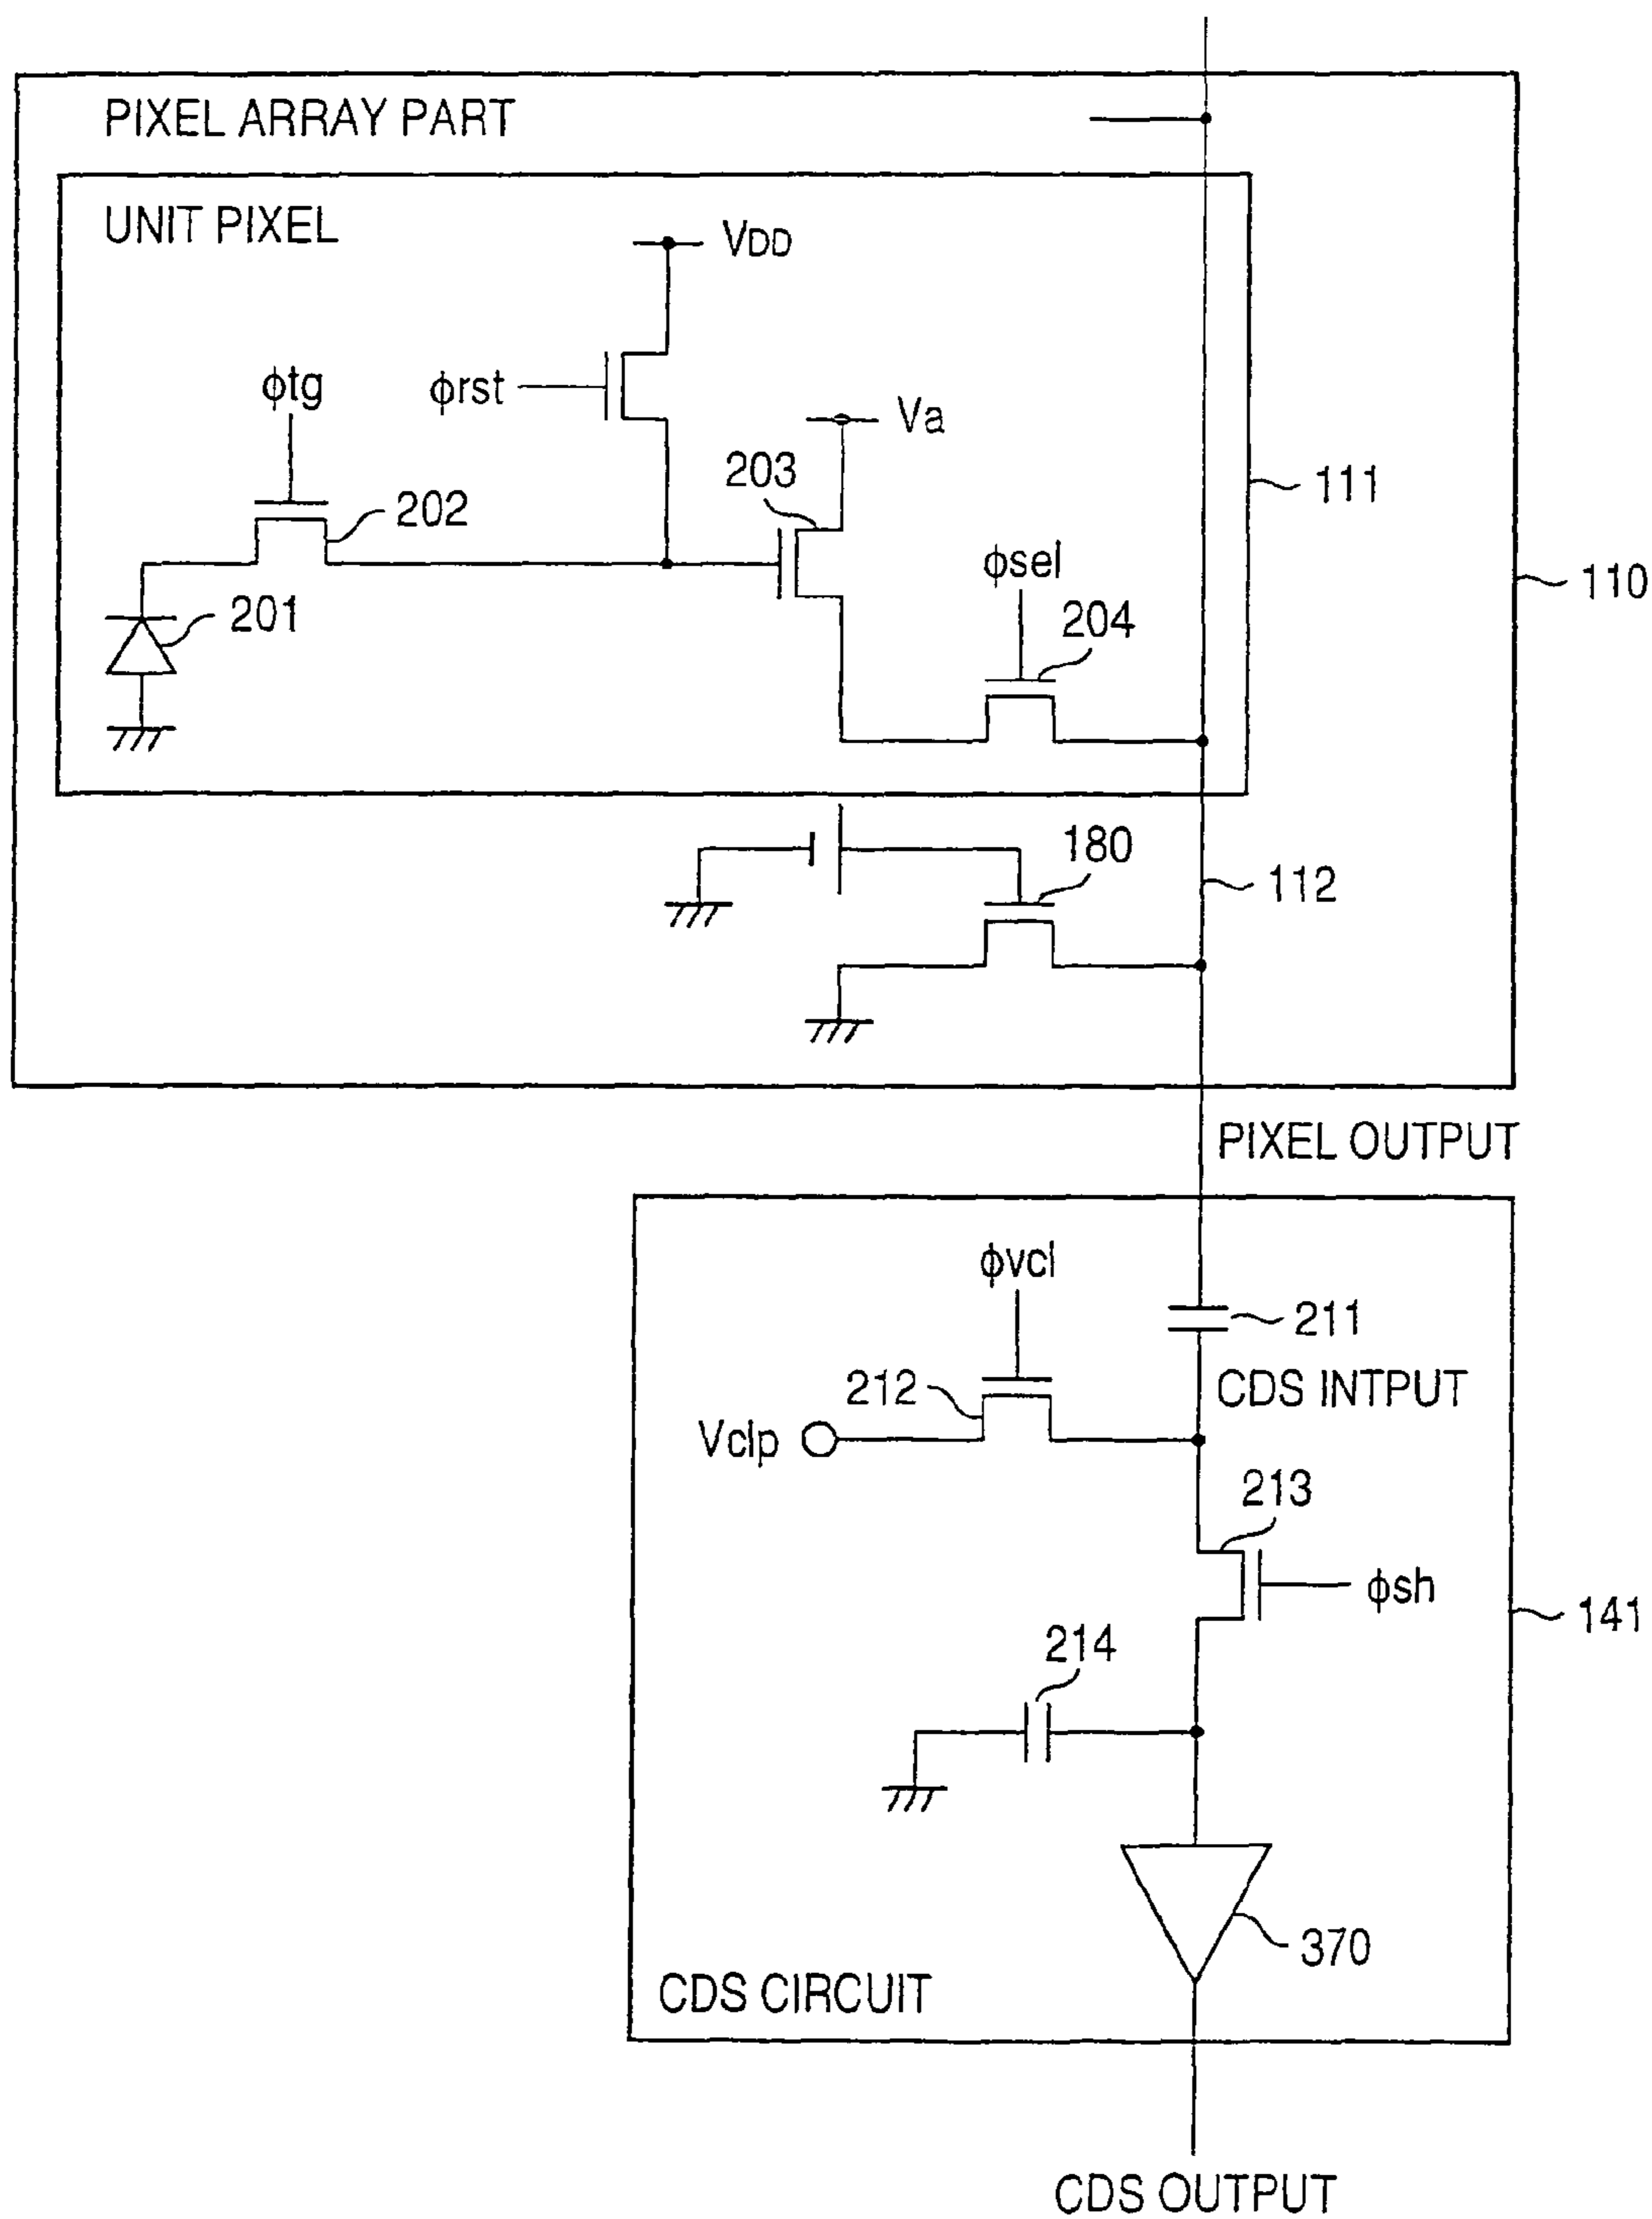 PIXEL ARRAY PART
UNIT PIXEL
VDD
ϕtg
ϕrst
Va
203
202
111
ϕsel
110
201
204
180
112
PIXEL OUTPUT
ϕvcl
211
212
CDS INTPUT
Vclp
213
ϕsh
141
214
370
CDS CIRCUIT
CDS OUTPUT